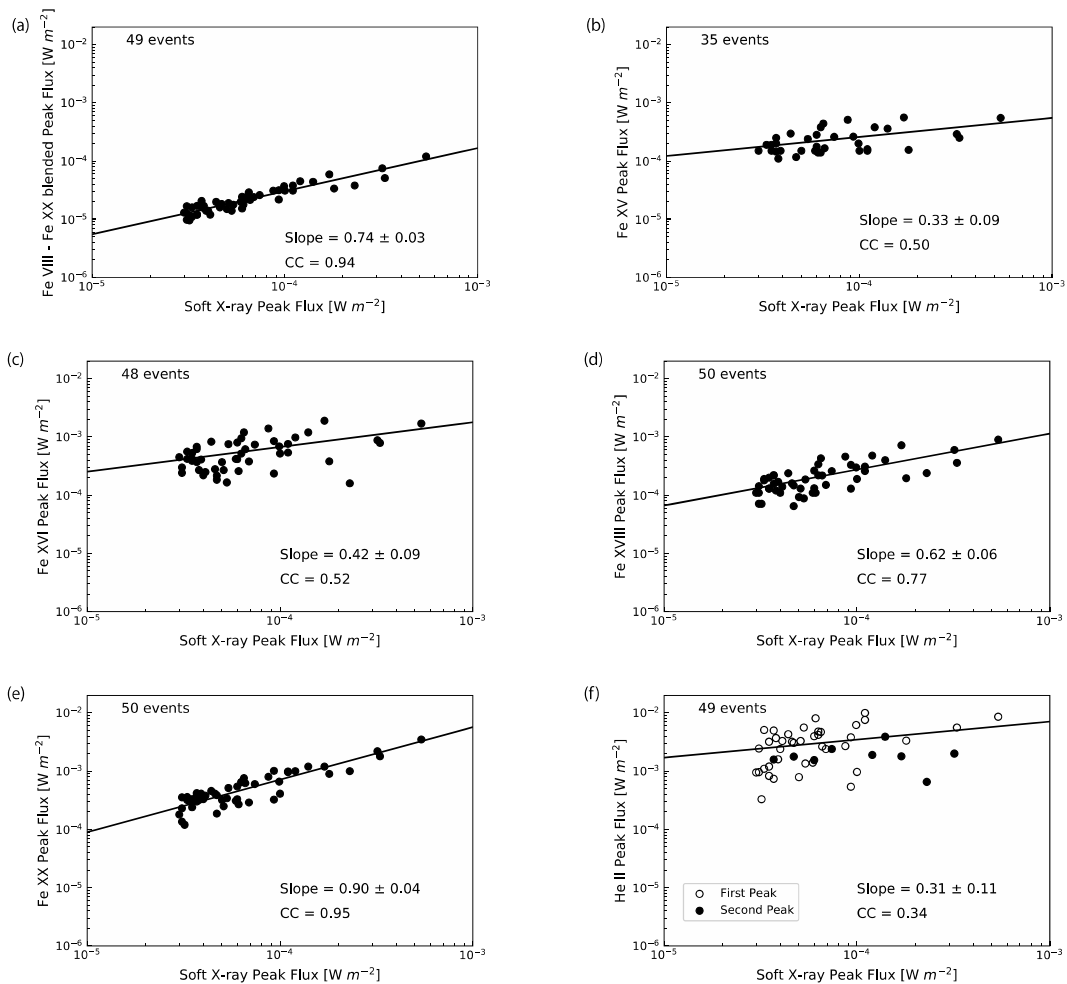 (a)
49 events
10⁻²
10⁻³
10⁻⁴
10⁻⁵
10⁻⁶
Fe VIII - Fe XX blended Peak Flux [W m⁻²]
Slope = 0.74 ± 0.03
CC = 0.94
10⁻⁵
10⁻⁴
10⁻³
Soft X-ray Peak Flux [W m⁻²]
(b)
35 events
10⁻²
10⁻³
10⁻⁴
10⁻⁵
10⁻⁶
Fe XV Peak Flux [W m⁻²]
Slope = 0.33 ± 0.09
CC = 0.50
10⁻⁵
10⁻⁴
10⁻³
Soft X-ray Peak Flux [W m⁻²]
(c)
48 events
10⁻²
10⁻³
10⁻⁴
10⁻⁵
10⁻⁶
Fe XVI Peak Flux [W m⁻²]
Slope = 0.42 ± 0.09
CC = 0.52
10⁻⁵
10⁻⁴
10⁻³
Soft X-ray Peak Flux [W m⁻²]
(d)
50 events
10⁻²
10⁻³
10⁻⁴
10⁻⁵
10⁻⁶
Fe XVIII Peak Flux [W m⁻²]
Slope = 0.62 ± 0.06
CC = 0.77
10⁻⁵
10⁻⁴
10⁻³
Soft X-ray Peak Flux [W m⁻²]
(e)
50 events
10⁻²
10⁻³
10⁻⁴
10⁻⁵
10⁻⁶
Fe XX Peak Flux [W m⁻²]
Slope = 0.90 ± 0.04
CC = 0.95
10⁻⁵
10⁻⁴
10⁻³
Soft X-ray Peak Flux [W m⁻²]
(f)
49 events
10⁻²
10⁻³
10⁻⁴
10⁻⁵
10⁻⁶
He II Peak Flux [W m⁻²]
First Peak
Second Peak
Slope = 0.31 ± 0.11
CC = 0.34
10⁻⁵
10⁻⁴
10⁻³
Soft X-ray Peak Flux [W m⁻²]